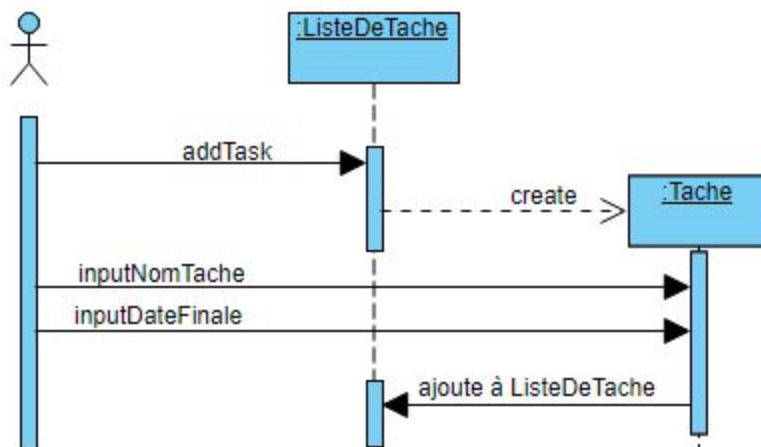 :ListeDeTache
addTask
create
:Tache
inputNomTache
inputDateFinale
ajoute à ListeDeTache